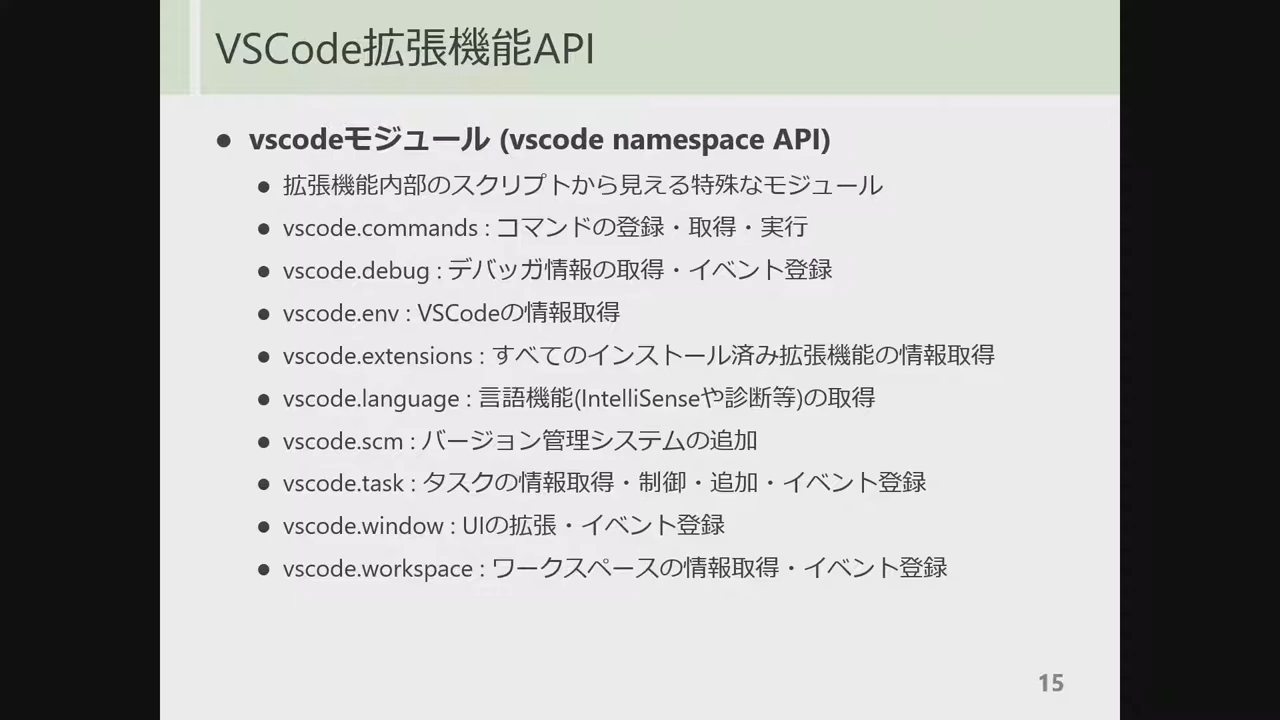 VSCode拡張機能API
● vscodeモジュール (vscode namespace API)
● 拡張機能内部のスクリプトから見える特殊なモジュール
● vscode.commands : コマンドの登録・取得・実行
● vscode.debug : デバッガ情報の取得・イベント登録
● vscode.env : VSCodeの情報取得
● vscode.extensions : すべてのインストール済み拡張機能の情報取得
● vscode.language : 言語機能(IntelliSenseや診断等)の取得
● vscode.scm : バージョン管理システムの追加
● vscode.task : タスクの情報取得・制御・追加・イベント登録
● vscode.window : UIの拡張・イベント登録
● vscode.workspace : ワークスペースの情報取得・イベント登録
15